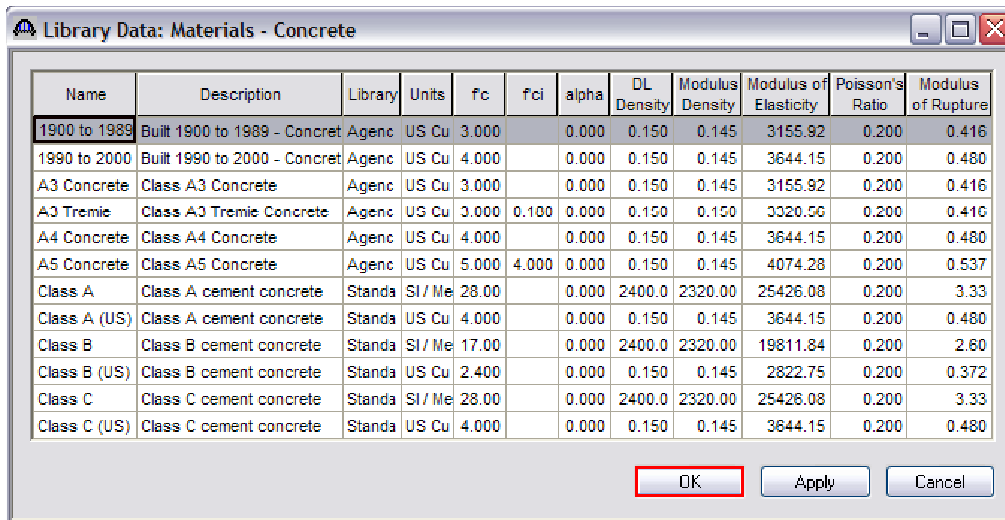 Library Data: Materials - Concrete
Name Description Library Units f'c f'ci alpha DL Density Modulus Density Modulus of Elasticity Poisson's Ratio Modulus of Rupture
1900 to 1989 Built 1900 to 1989 - Concret Agenc US Cu 3.000 0.000 0.150 0.145 3155.92 0.200 0.416
1990 to 2000 Built 1990 to 2000 - Concret Agenc US Cu 4.000 0.000 0.150 0.145 3644.15 0.200 0.480
A3 Concrete Class A3 Concrete Agenc US Cu 3.000 0.000 0.150 0.145 3155.92 0.200 0.416
A3 Tremie Class A3 Tremie Concrete Agenc US Cu 3.000 0.000 0.150 0.150 3320.56 0.200 0.416
A4 Concrete Class A4 Concrete Agenc US Cu 4.000 0.000 0.150 0.145 3644.15 0.200 0.480
A5 Concrete Class A5 Concrete Agenc US Cu 5.000 4.000 0.000 0.150 0.145 4074.28 0.200 0.537
Class A Class A cement concrete Standa SI / Me 28.00 0.000 2400.0 2320.00 25426.08 0.200 3.33
Class A (US) Class A cement concrete Standa US Cu 4.000 0.000 0.150 0.145 3644.15 0.200 0.480
Class B Class B cement concrete Standa SI / Me 17.00 0.000 2400.0 2320.00 19811.84 0.200 2.60
Class B (US) Class B cement concrete Standa US Cu 2.400 0.000 0.150 0.145 2822.75 0.200 0.372
Class C Class C cement concrete Standa SI / Me 28.00 0.000 2400.0 2320.00 25426.08 0.200 3.33
Class C (US) Class C cement concrete Standa US Cu 4.000 0.000 0.150 0.145 3644.15 0.200 0.480
OK Apply Cancel